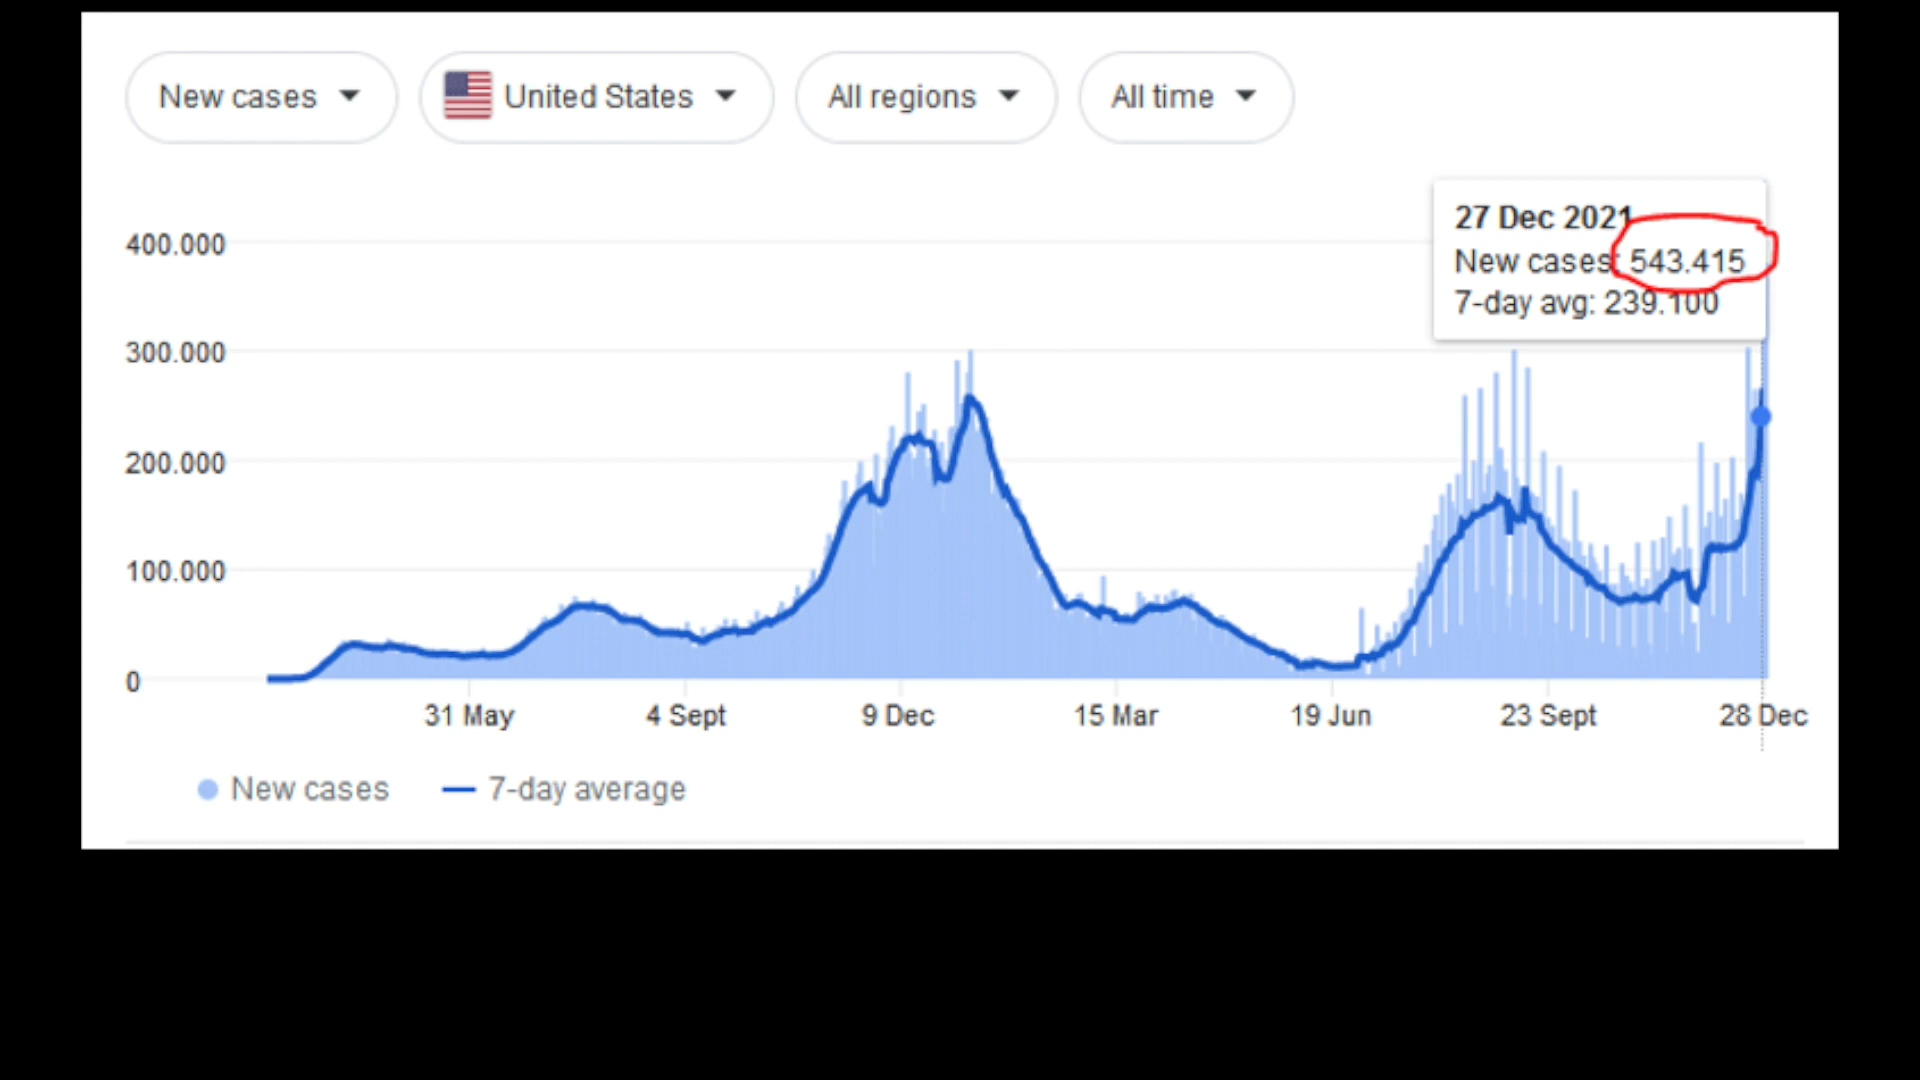 New cases United States All regions All time
27 Dec 2021
New cases: 543.415
7-day avg: 239.100
400.000
300.000
200.000
100.000
0
31 May 4 Sept 9 Dec 15 Mar 19 Jun 23 Sept 28 Dec
New cases 7-day average